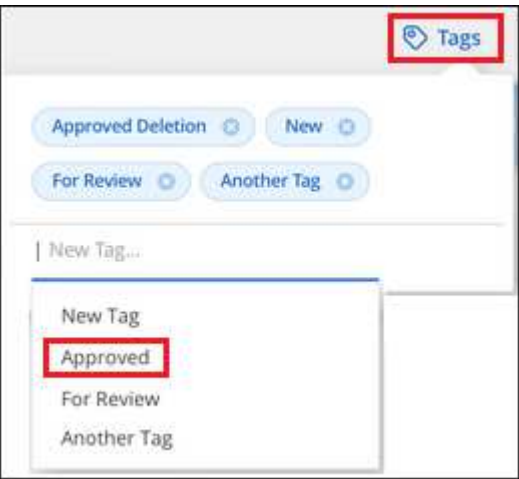 Tags
Approved Deletion New
For Review Another Tag
New Tag...
New Tag
Approved
For Review
Another Tag